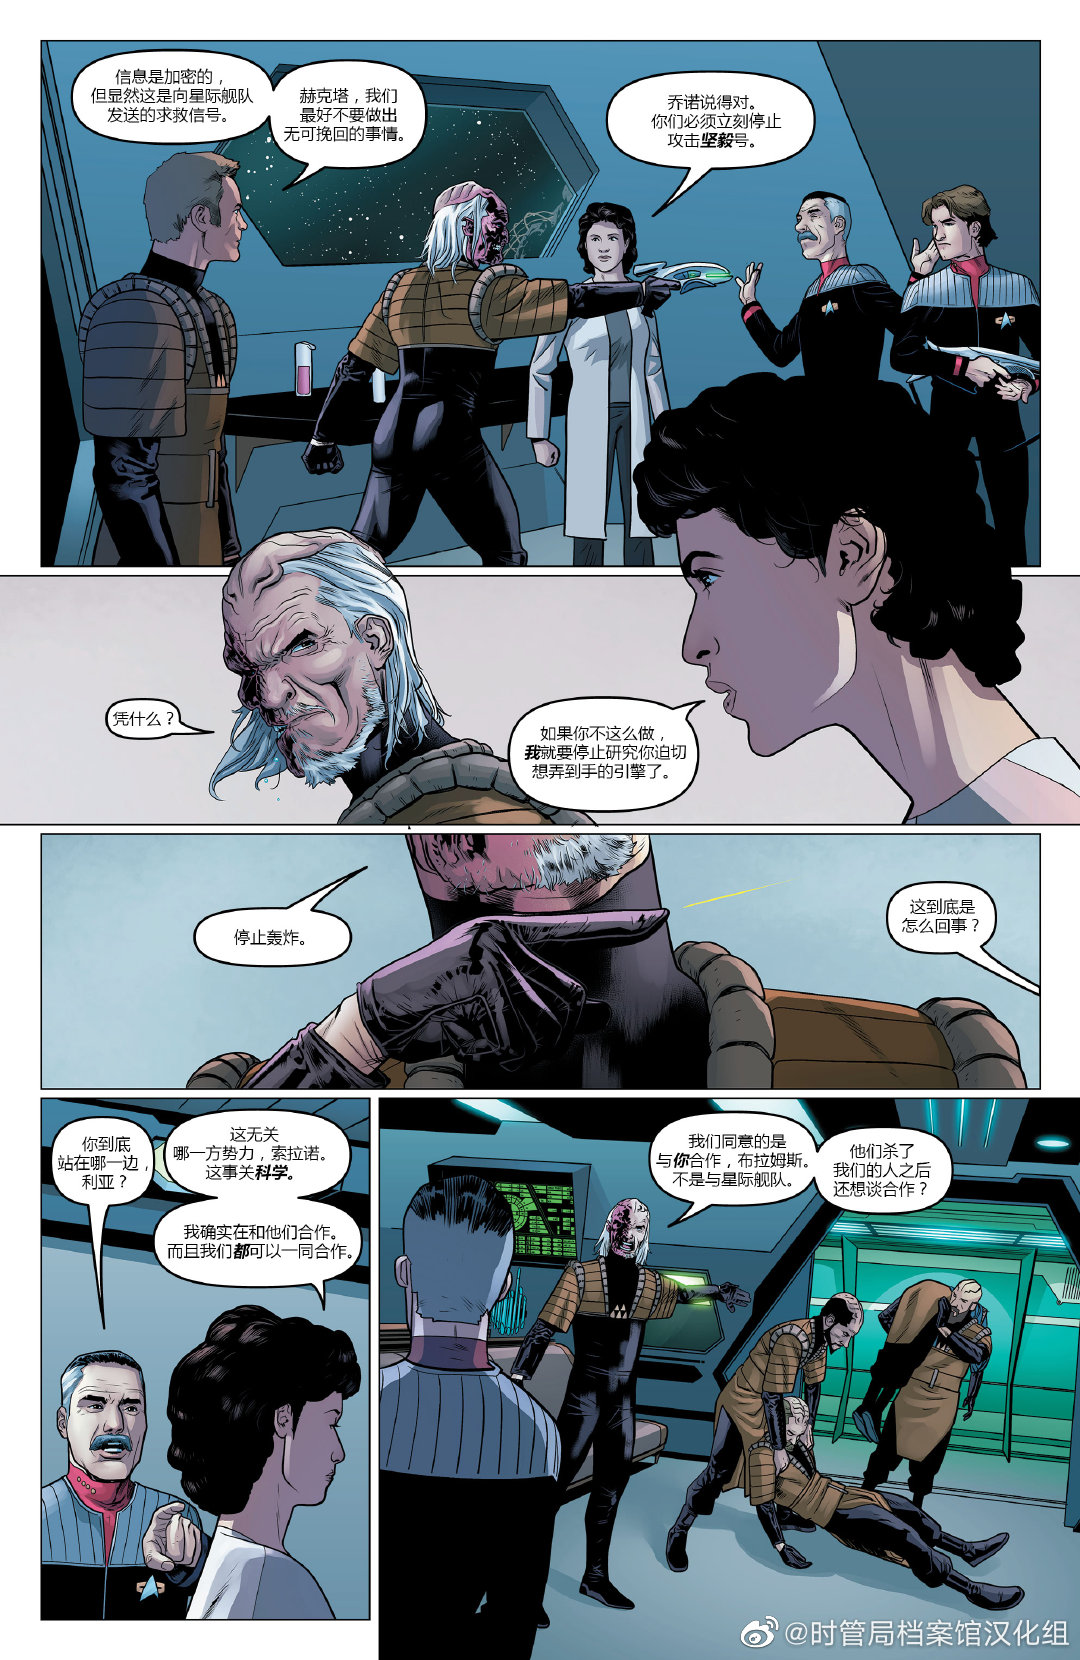 信息是加密的，
但显然这是向星际舰队
发送的求救信号。
赫克塔，我们
最好不要做出
无可挽回的事情。
乔诺说得对。
你们必须立刻停止
攻击坚毅号。
凭什么？
如果你不这么做，
我就要停止研究你迫切
想弄到手的引擎了。
停止轰炸。
这到底是
怎么回事？
你到底
站在哪一边，
利亚？
这无关
哪一方势力，索拉诺。
这事关科学。
我确实在和他们合作。
而且我们都可以一同合作。
我们同意的是
与你合作，布拉姆斯。
不是与星际舰队。
他们杀了
我们的人之后
还想谈合作？
@时管局档案馆汉化组